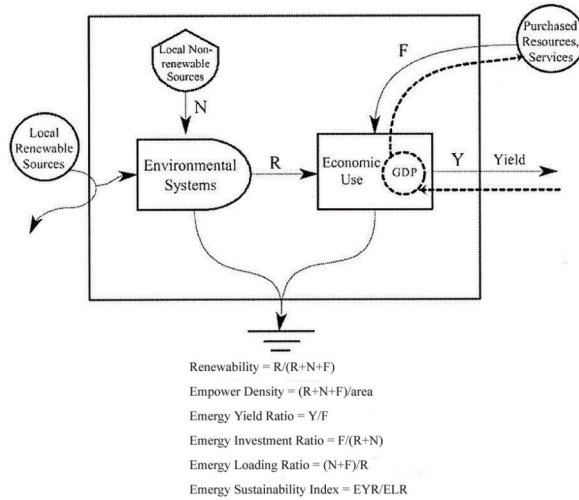 Local Non-
renewable
Sources
Purchased
Resources,
Services
F
N
Local
Renewable
Sources
Environmental
Systems
R
Economic
Use
GDP
Y
Yield
Renewability = R/(R+N+F)
Empower Density = (R+N+F)/area
Emergy Yield Ratio = Y/F
Emergy Investment Ratio = F/(R+N)
Emergy Loading Ratio = (N+F)/R
Emergy Sustainability Index = EYR/ELR